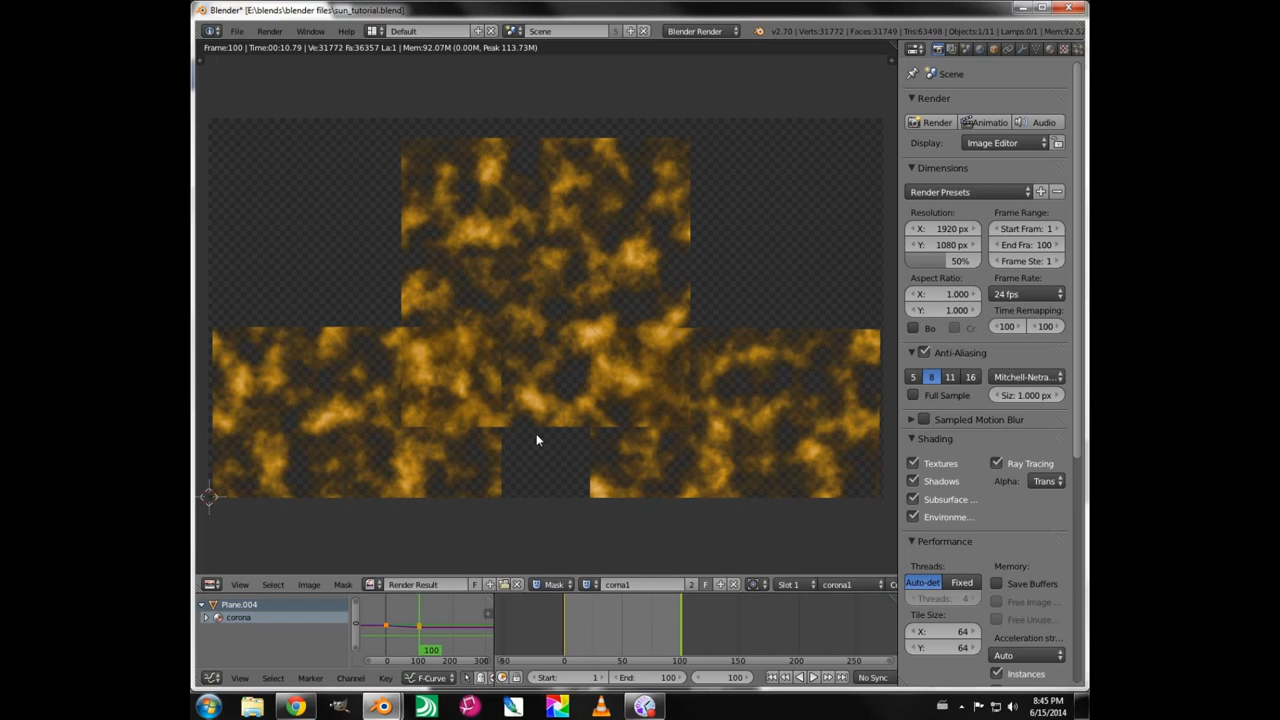 Blender* [E:\blends\blender files\sun_tutorial.blend]
File Render Window Help Default Scene 5 Blender Render v2.70 | Verts:31772 | Faces:31749 | Tris:63498 | Objects:1/11 | Lamps:0/1 | Mem:92.52
Frame:100 | Time:00:10.79 | Ve:31772 Fa:36357 La:1 | Mem:92.07M (0.00M, Peak 113.73M)
Scene
Render
Render Animatio Audio
Display: Image Editor
Dimensions
Render Presets
Resolution: Frame Range:
X: 1920 px Start Fram: 1
Y: 1080 px End Fra: 100
50% Frame Ste: 1
Aspect Ratio: Frame Rate:
X: 1.000 24 fps
Y: 1.000 Time Remapping:
Bo Cr 100 100
Anti-Aliasing
5 8 11 16 Mitchell-Netra...
Full Sample Siz: 1.000 px
Sampled Motion Blur
Shading
Textures Ray Tracing
Shadows Alpha: Trans
Subsurface ...
Environme...
Performance
Threads: Memory:
Auto-det Fixed Save Buffers
Threads: 4 Free Image ...
Tile Size: Free Unuse...
X: 64 Acceleration str...
Y: 64 Auto
Instances
View Select Image Mask Render Result F Mask corna1 2 F Slot 1 corona1
Plane.004
corona
100
0 100 200 300 -50 0 50 100 150 200 250
View Select Marker Channel Key F-Curve Start: 1 End: 100 100 No Sync
8:45 PM
6/15/2014